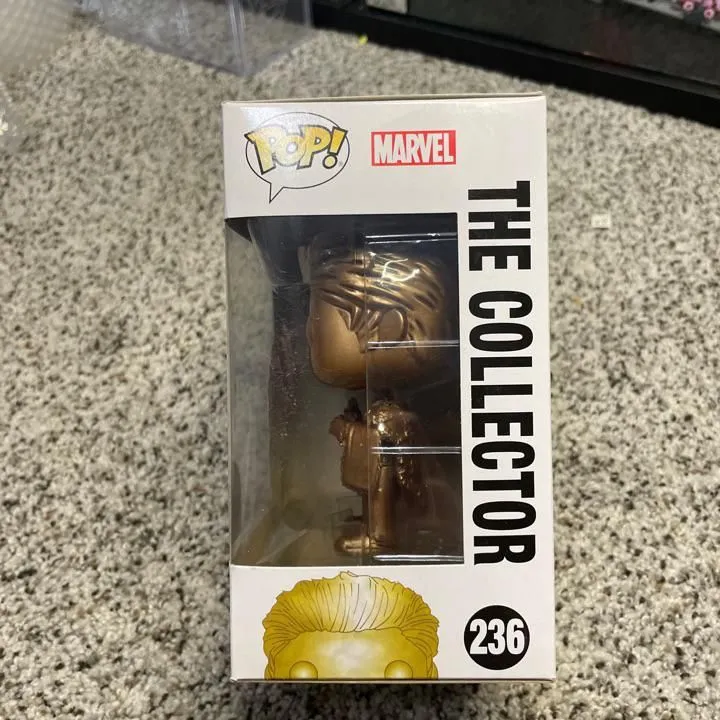 POP!
MARVEL
THE COLLECTOR
236